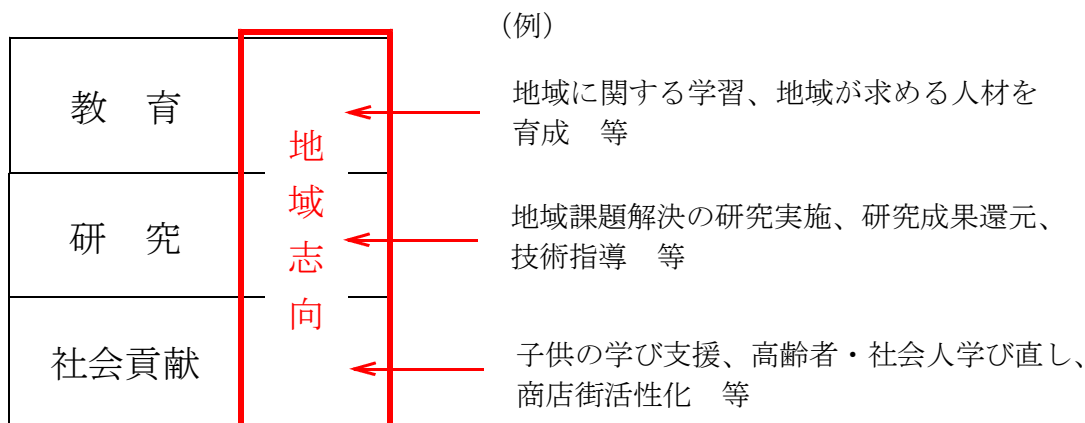 （例）
教　育
地域に関する学習、地域が求める人材を
育成　等
地域志向
研　究
地域課題解決の研究実施、研究成果還元、
技術指導　等
社会貢献
子供の学び支援、高齢者・社会人学び直し、
商店街活性化　等